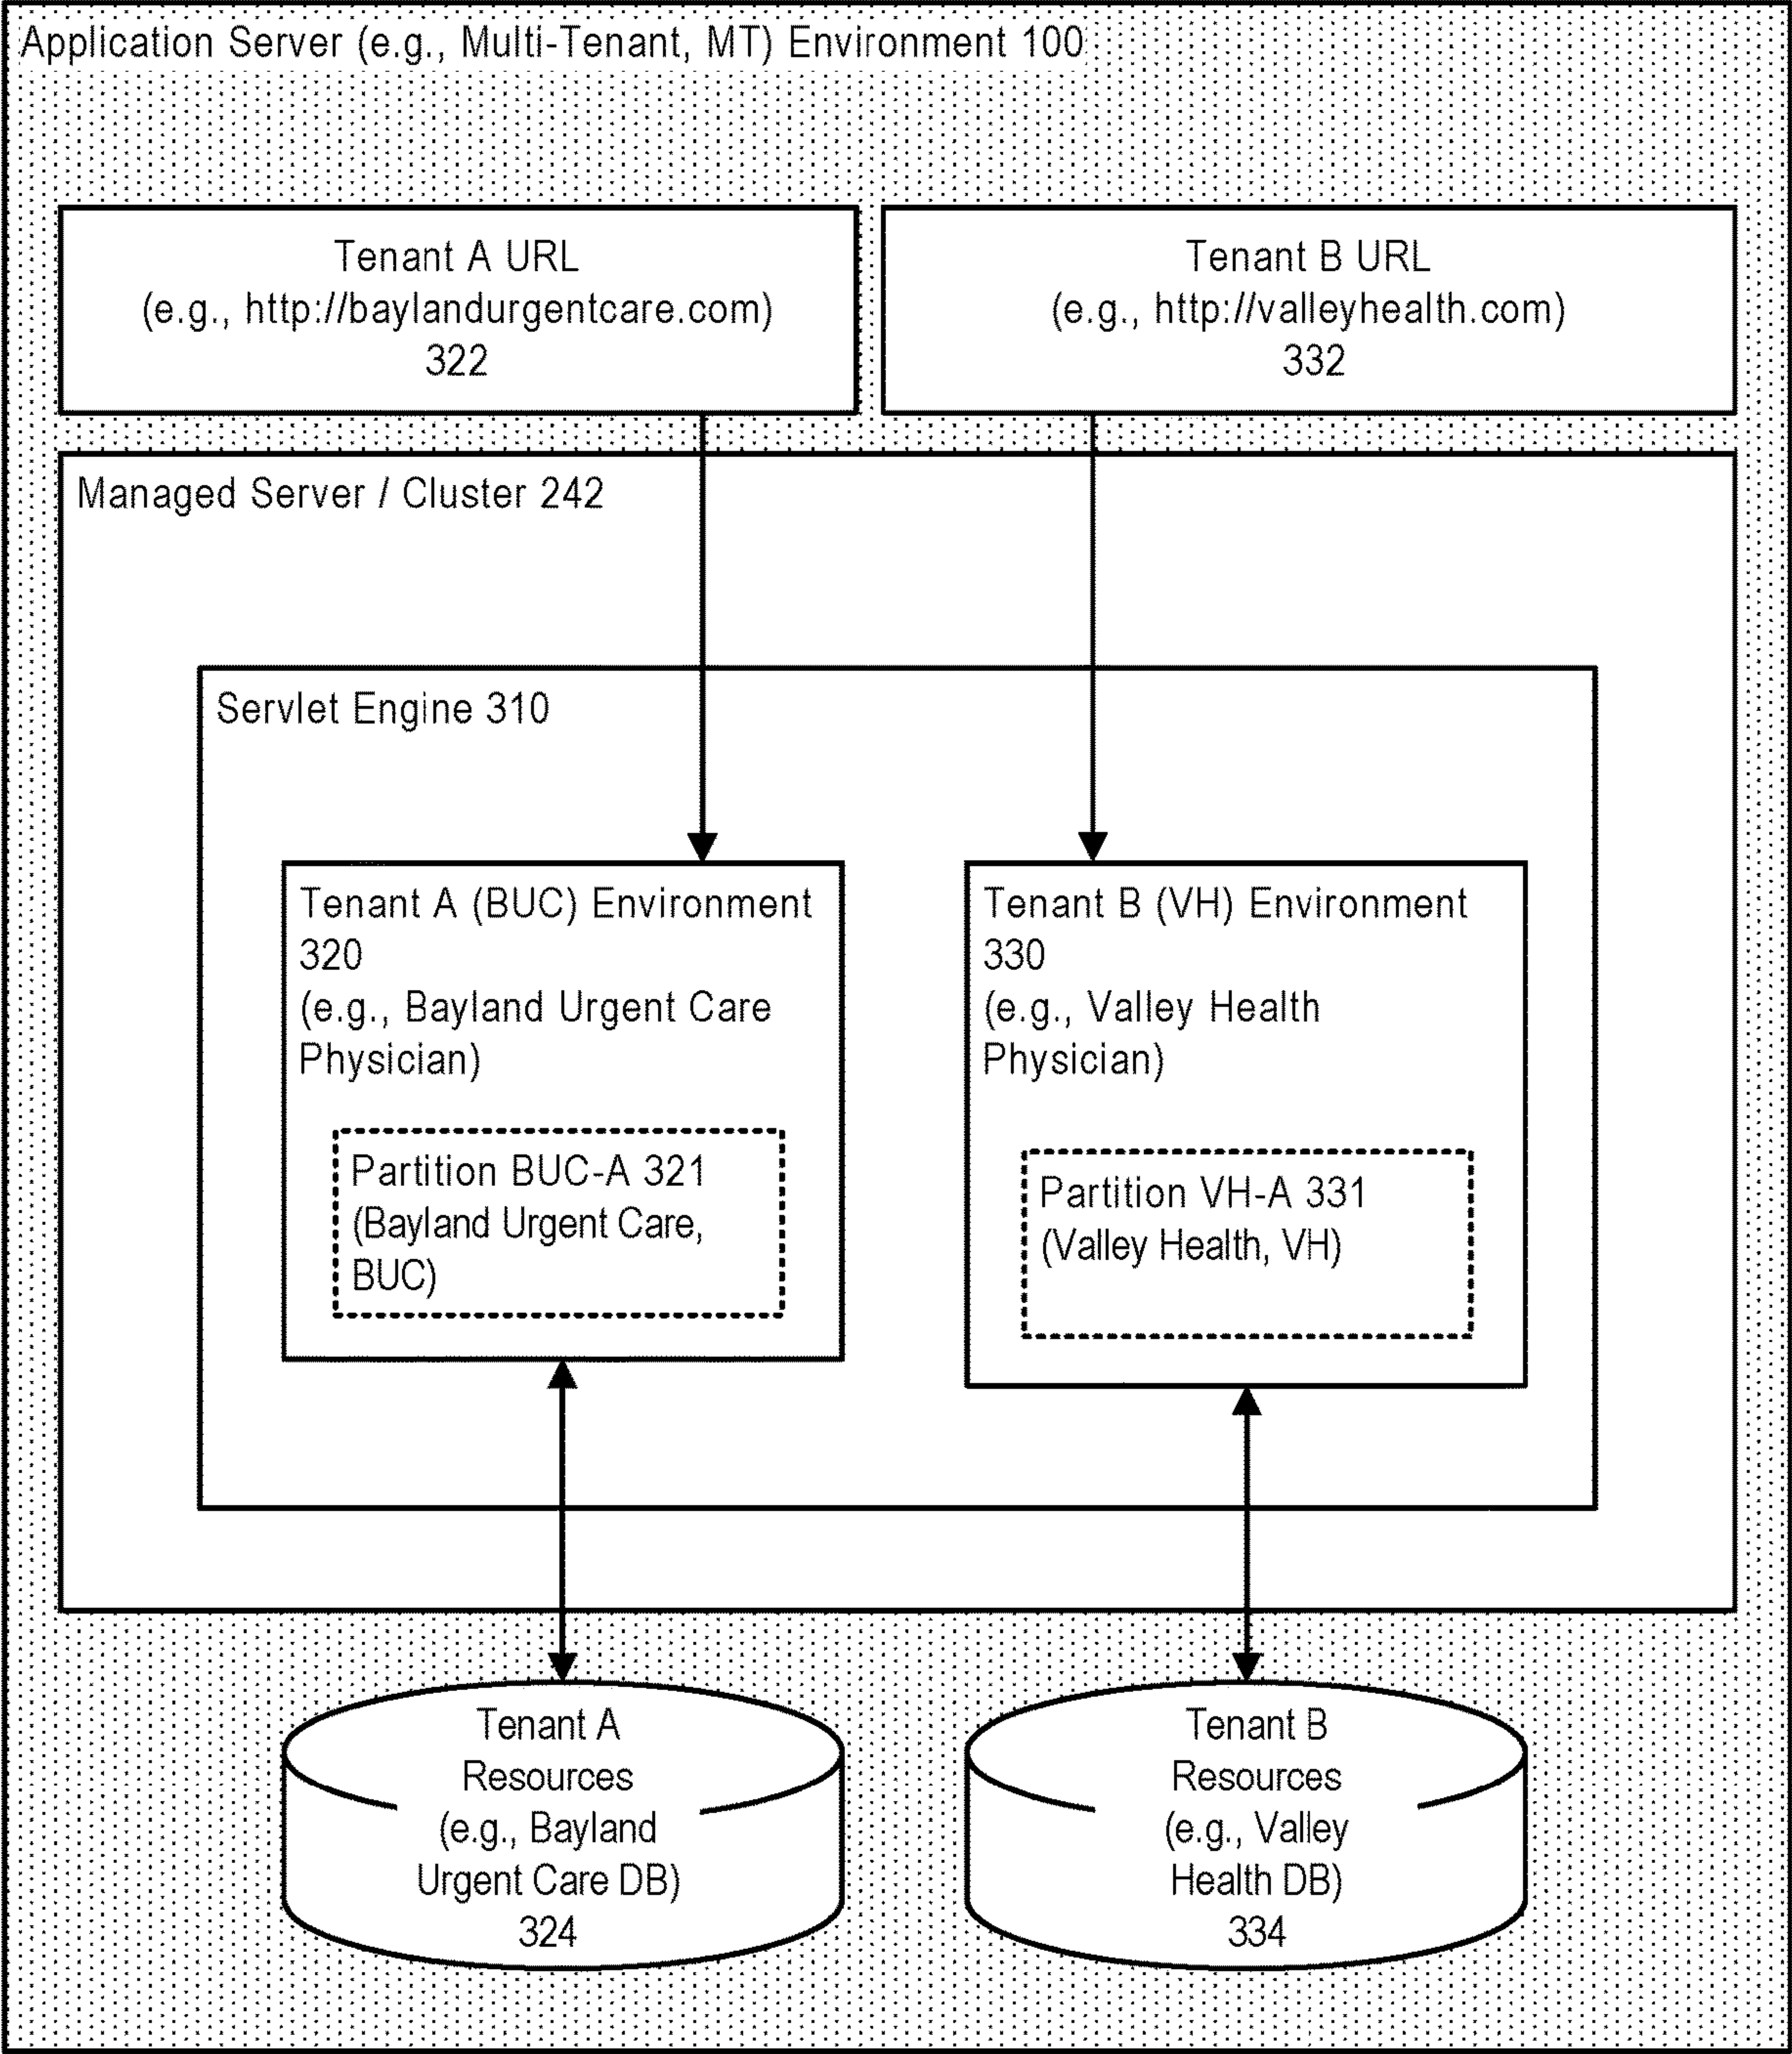 Application Server (e.g., Multi-Tenant, MT) Environment 100
Tenant A URL
(e.g., http://baylandurgentcare.com)
322
Tenant B URL
(e.g., http://valleyhealth.com)
332
Managed Server / Cluster 242
Servlet Engine 310
Tenant A (BUC) Environment
320
(e.g., Bayland Urgent Care
Physician)
Partition BUC-A 321
(Bayland Urgent Care,
BUC)
Tenant B (VH) Environment
330
(e.g., Valley Health
Physician)
Partition VH-A 331
(Valley Health, VH)
Tenant A
Resources
(e.g., Bayland
Urgent Care DB)
324
Tenant B
Resources
(e.g., Valley
Health DB)
334